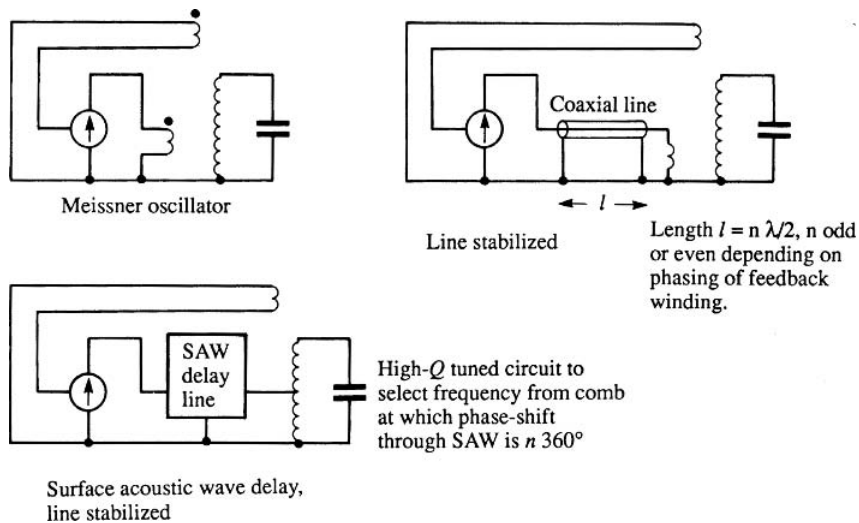 Meissner oscillator
Coaxial line
l
Line stabilized
Length l = n λ/2, n odd
or even depending on
phasing of feedback
winding.
SAW
delay
line
High-Q tuned circuit to
select frequency from comb
at which phase-shift
through SAW is n 360°
Surface acoustic wave delay,
line stabilized